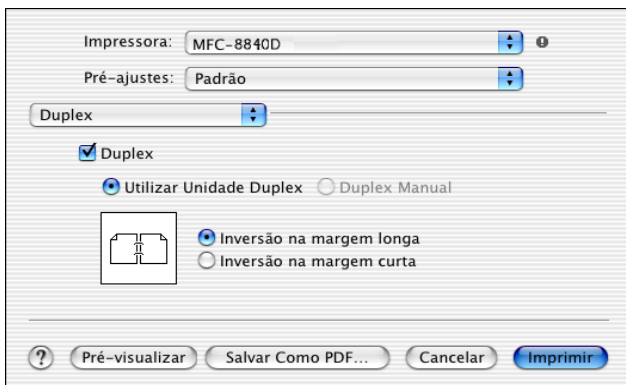 Impressora: MFC-8840D
Pré-ajustes: Padrão
Duplex
Duplex
Utilizar Unidade Duplex Duplex Manual
Inversão na margem longa
Inversão na margem curta
? Pré-visualizar Salvar Como PDF... Cancelar Imprimir